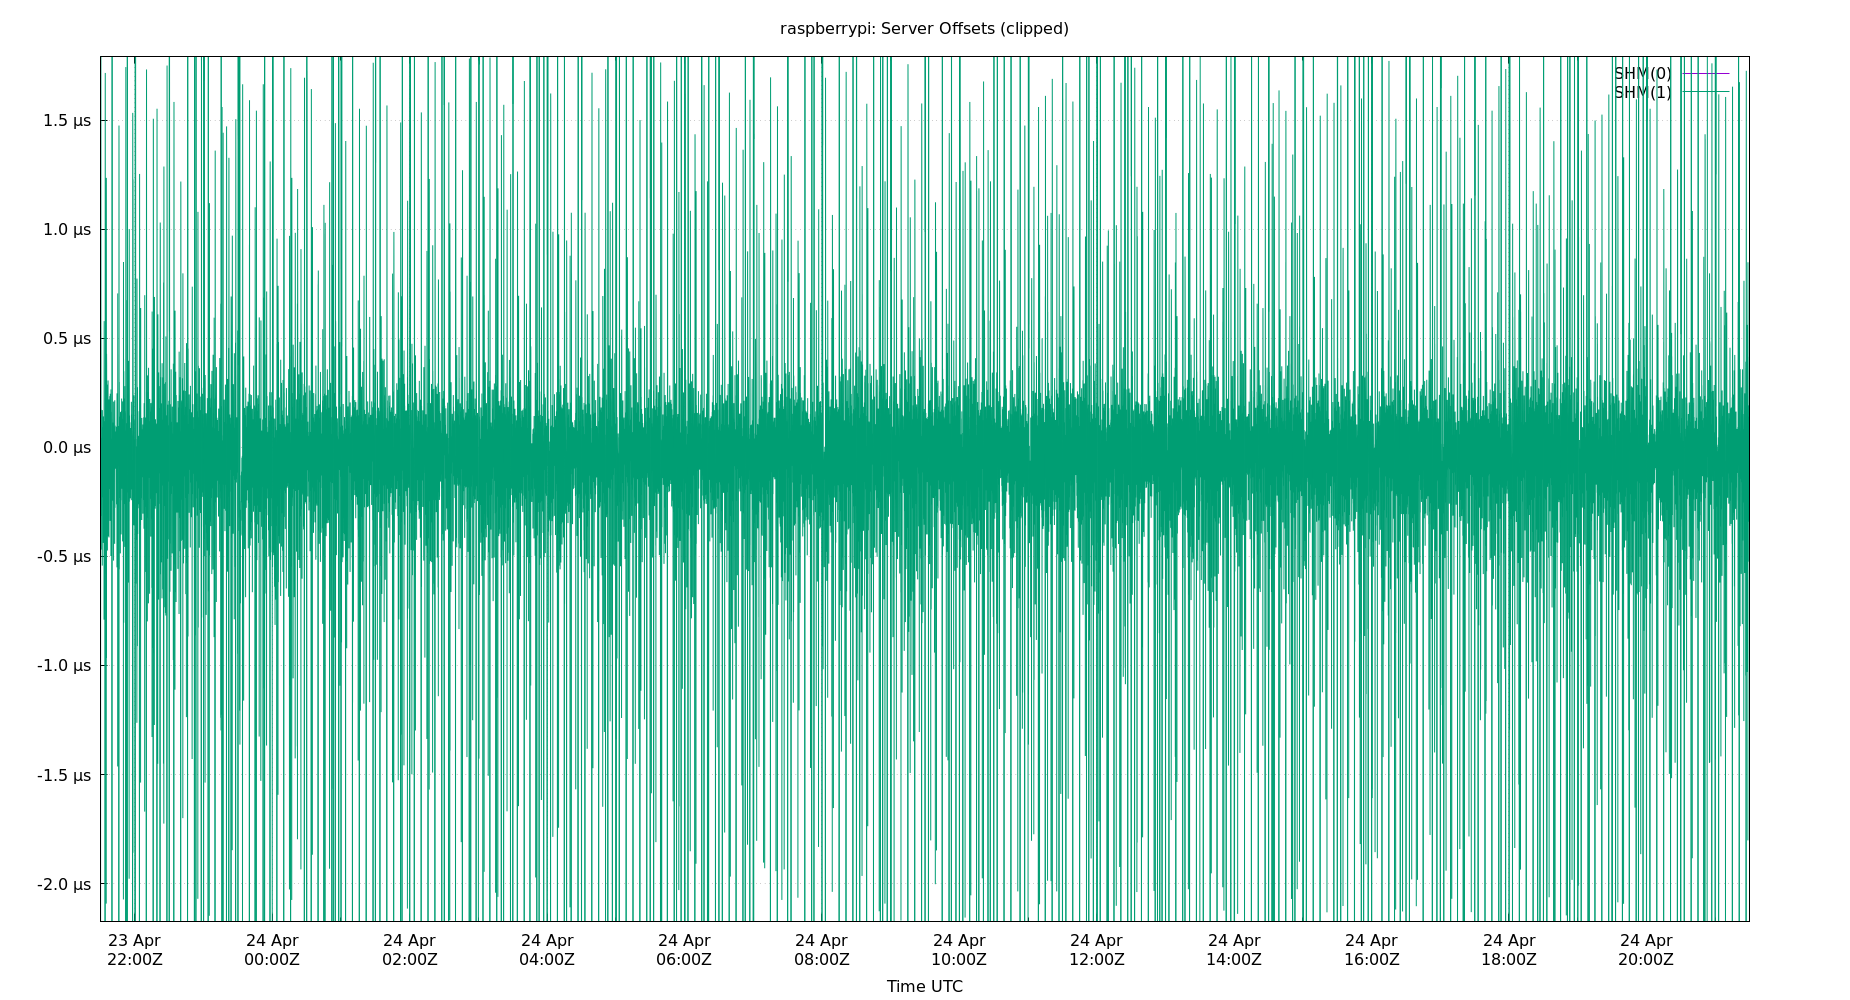 raspberrypi: Server Offsets (clipped)
SHM(0)
SHM(1)
1.5 μs
1.0 μs
0.5 μs
0.0 μs
-0.5 μs
-1.0 μs
-1.5 μs
-2.0 μs
23 Apr 24 Apr 24 Apr 24 Apr 24 Apr 24 Apr 24 Apr 24 Apr 24 Apr 24 Apr 24 Apr 24 Apr
22:00Z 00:00Z 02:00Z 04:00Z 06:00Z 08:00Z 10:00Z 12:00Z 14:00Z 16:00Z 18:00Z 20:00Z
Time UTC